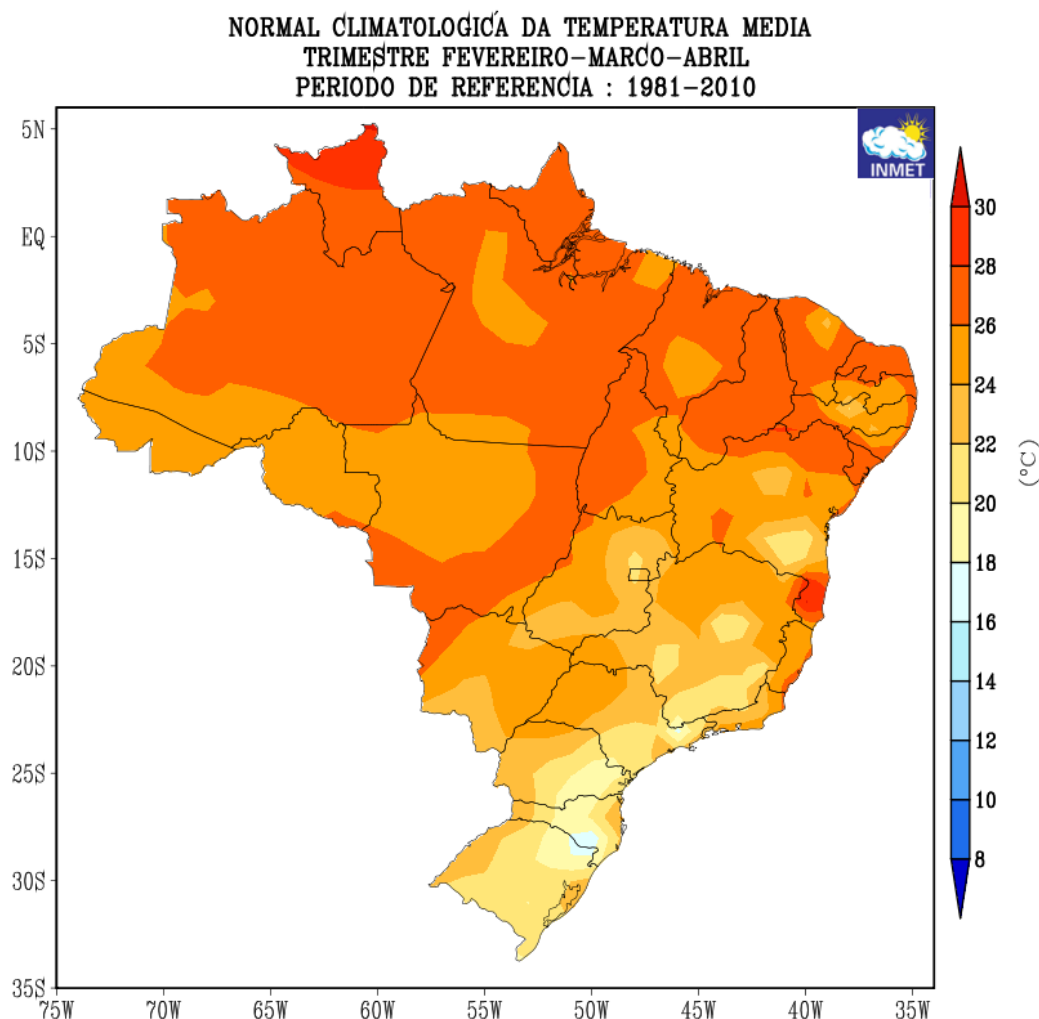 NORMAL CLIMATOLOGICÁ DA TEMPERATURA MEDIA
TRIMESTRE FEVEREIRO-MARCO-ABRIL
PERIODO DE REFERENCIA : 1981-2010
INMET
5N
EQ
5S
10S
15S
20S
25S
30S
35S
75W 70W 65W 60W 55W 50W 45W 40W 35W
30
28
26
24
22
20
18
16
14
12
10
8
(°C)